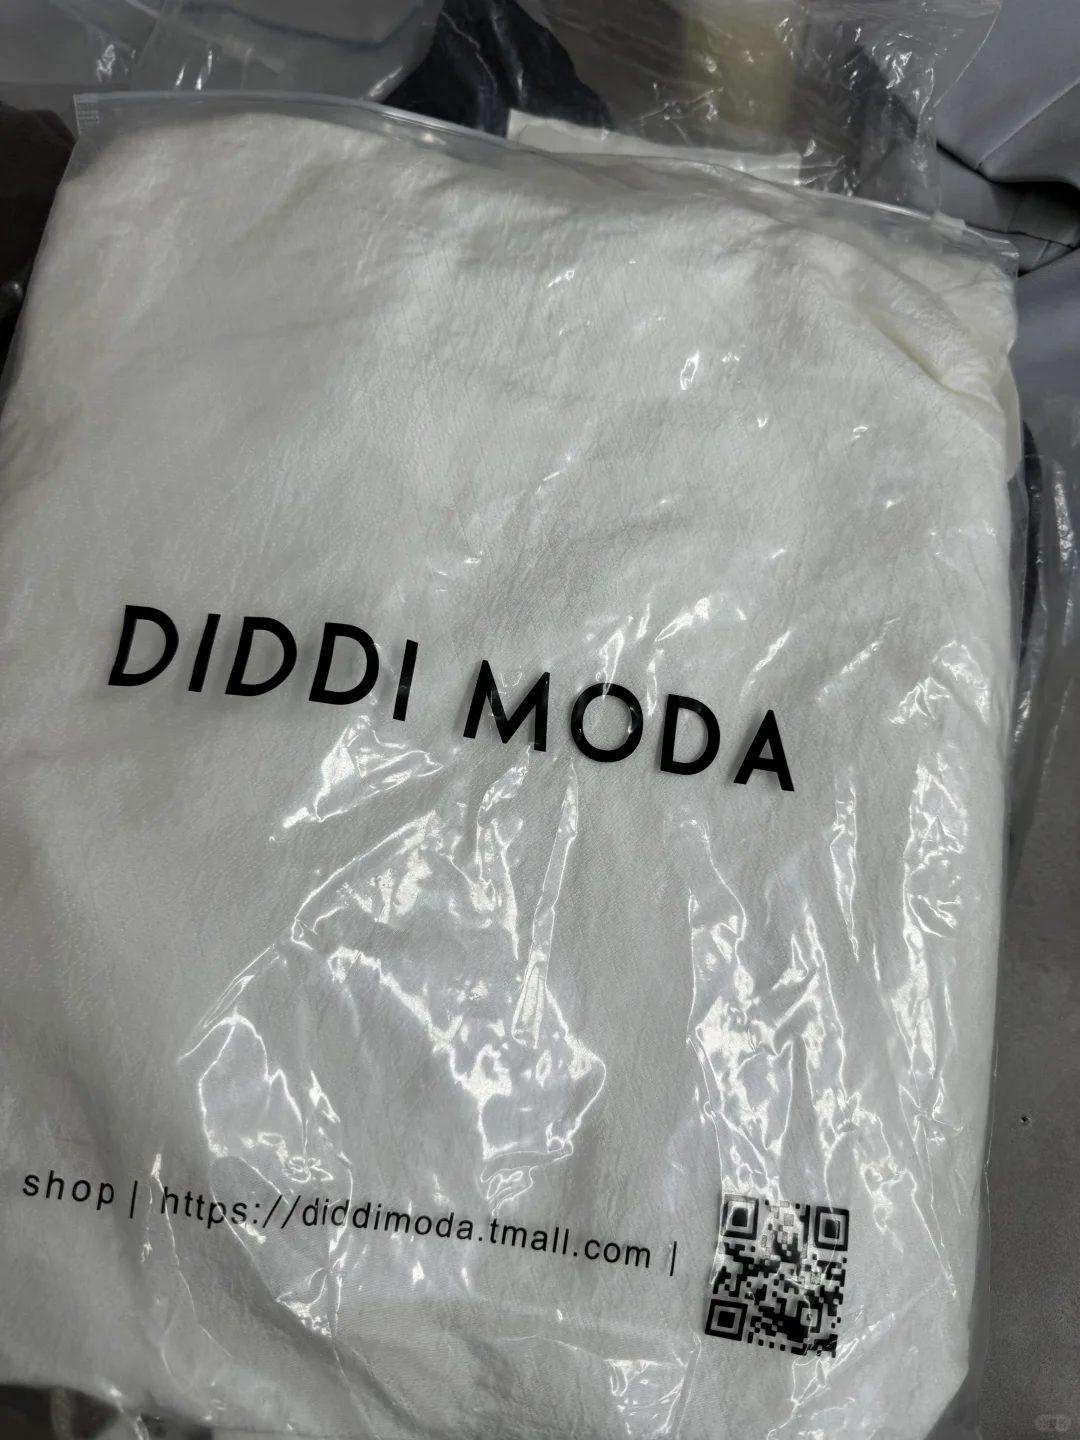 DIDDI MODA
shop | https://diddimoda.tmall.com |